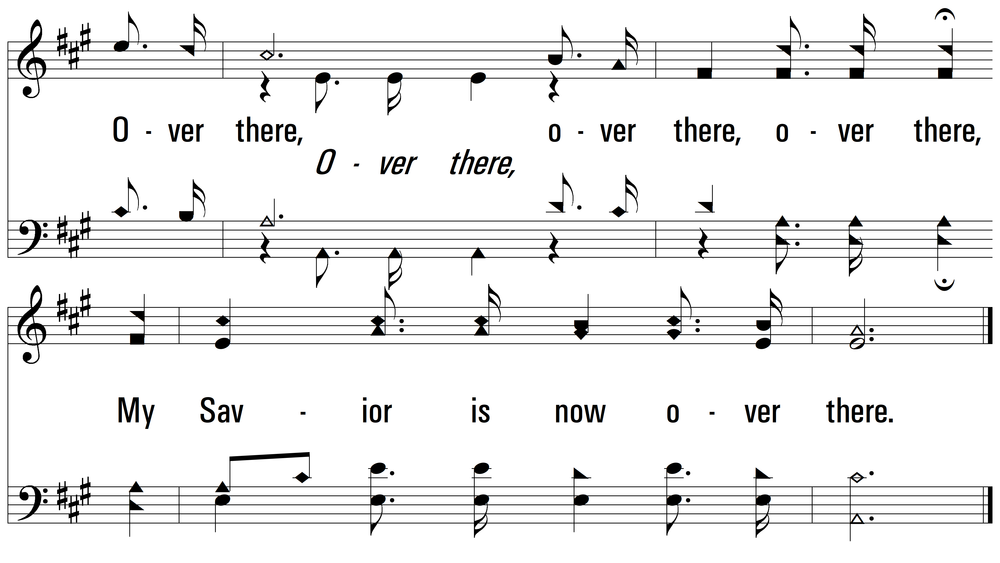 O - ver there, o - ver there, o - ver there,
O - ver there,
My Sav - ior is now o - ver there.